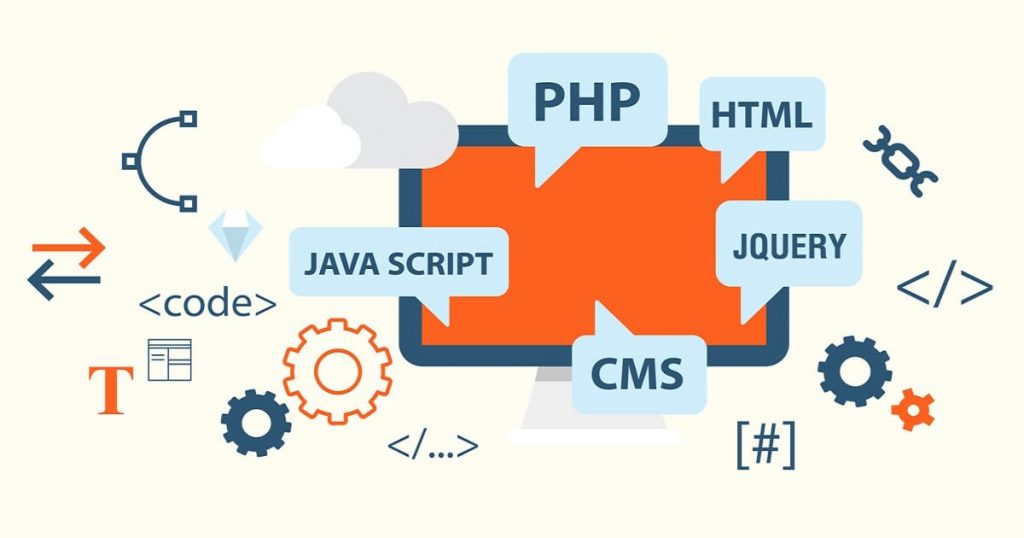 PHP
HTML
JAVA SCRIPT
JQUERY
<code>
</>
CMS
T
</...>
[#]